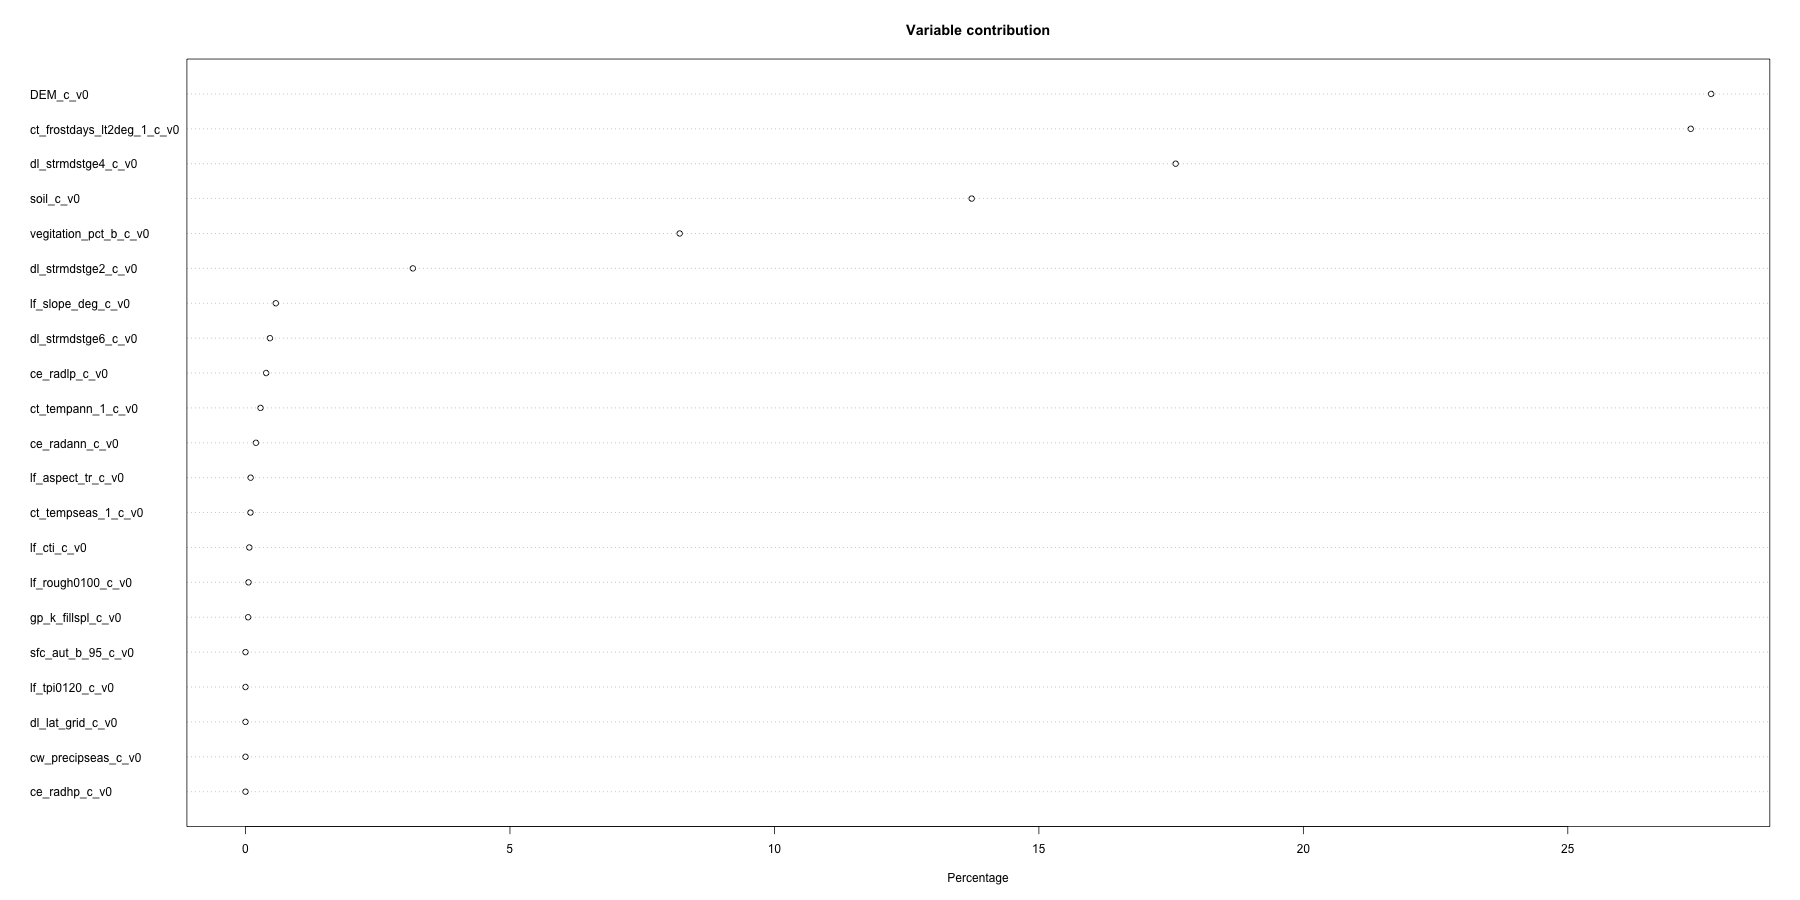 Variable contribution
DEM_c_v0
ct_frostdays_lt2deg_1_c_v0
dl_strmdstge4_c_v0
soil_c_v0
vegitation_pct_b_c_v0
dl_strmdstge2_c_v0
lf_slope_deg_c_v0
dl_strmdstge6_c_v0
ce_radlp_c_v0
ct_tempann_1_c_v0
ce_radann_c_v0
lf_aspect_tr_c_v0
ct_tempseas_1_c_v0
lf_cti_c_v0
lf_rough0100_c_v0
gp_k_fillspl_c_v0
sfc_aut_b_95_c_v0
lf_tpi0120_c_v0
dl_lat_grid_c_v0
cw_precipseas_c_v0
ce_radhp_c_v0
0 5 10 15 20 25
Percentage